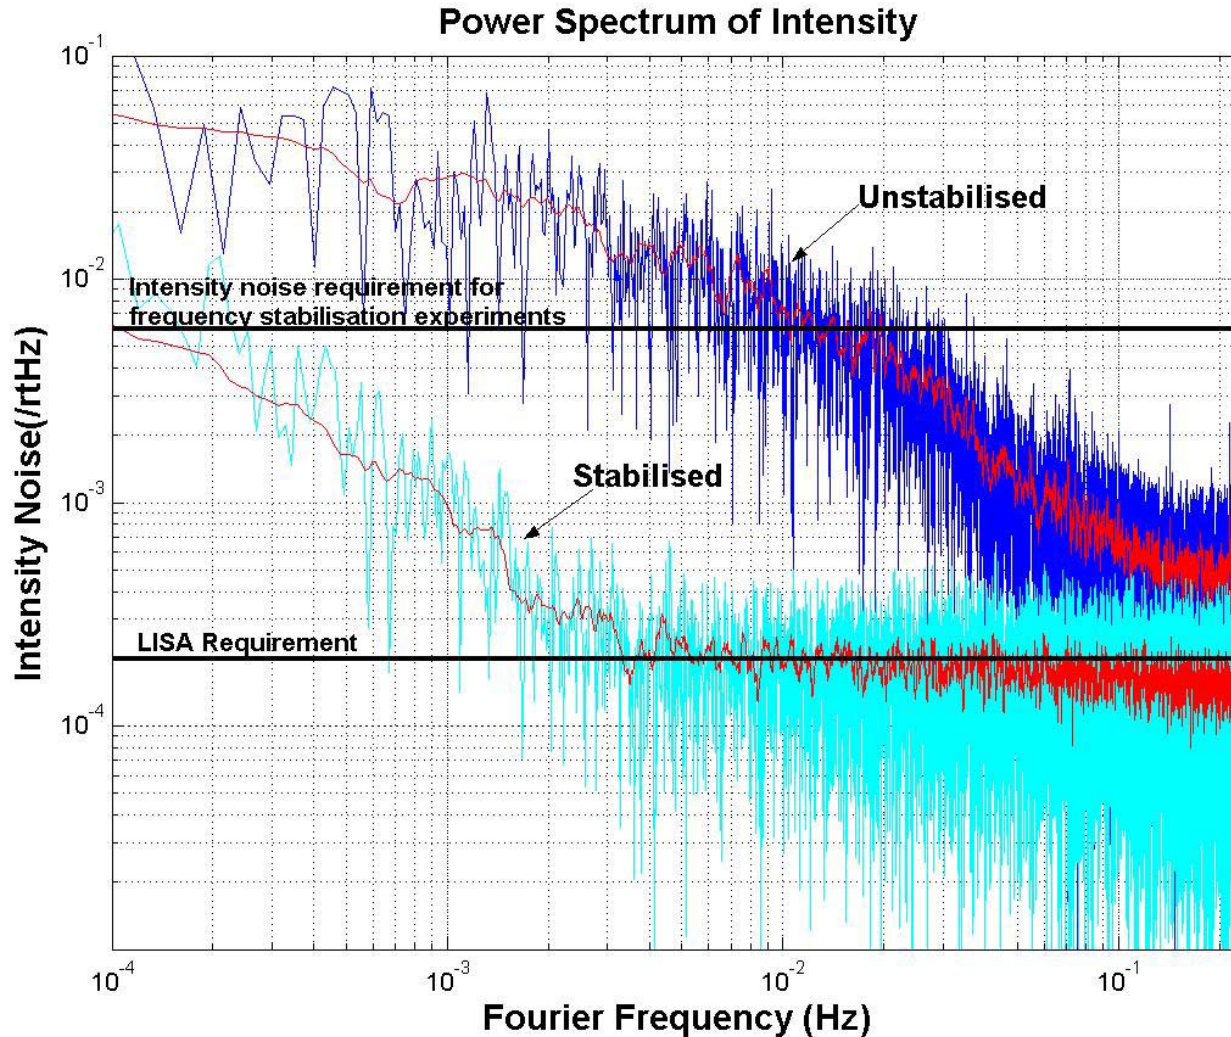 Power Spectrum of Intensity
10^-1
Unstabilised
10^-2
Intensity noise requirement for
frequency stabilisation experiments
Stabilised
10^-3
LISA Requirement
10^-4
Intensity Noise(/rtHz)
10^-4 10^-3 10^-2 10^-1
Fourier Frequency (Hz)